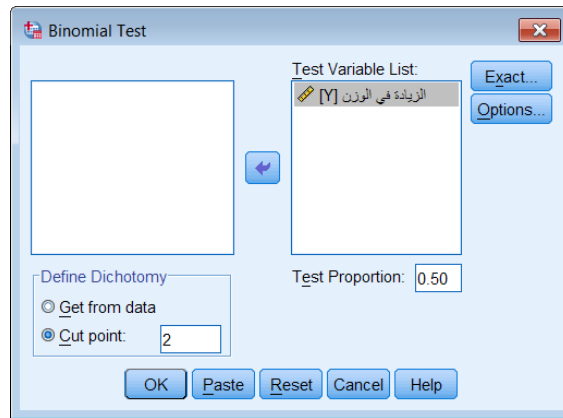 Binomial Test
Test Variable List:
الزيادة في الوزن [Y]
Exact...
Options...
Define Dichotomy
Get from data
Cut point: 2
Test Proportion: 0.50
OK Paste Reset Cancel Help